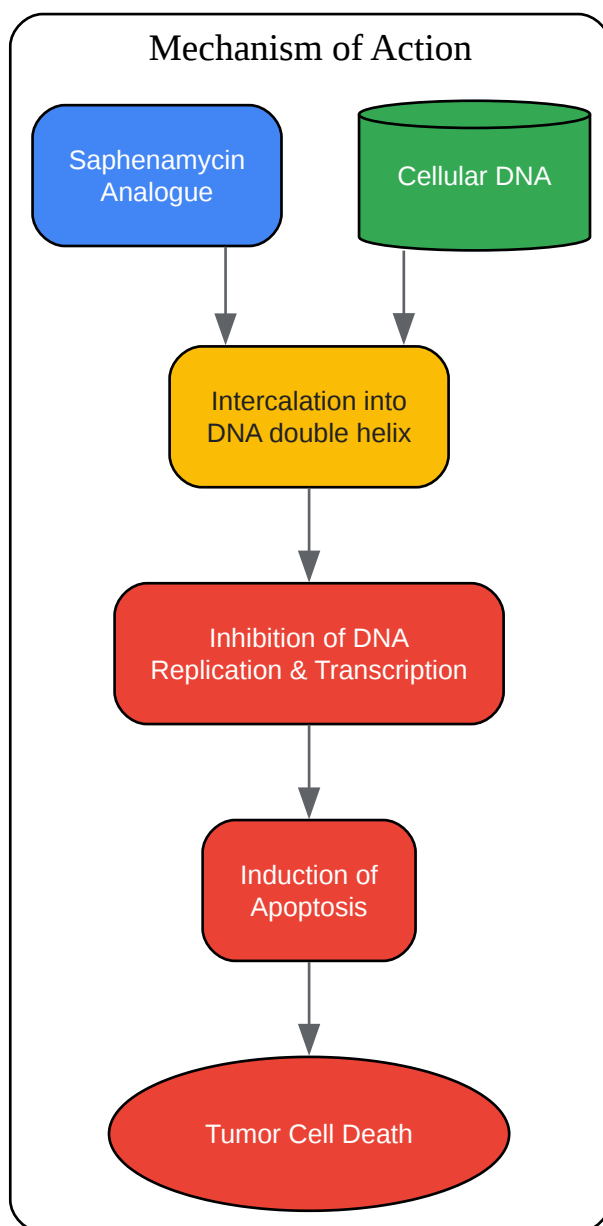 Mechanism of Action
Saphenamycin
Analogue
Cellular DNA
Intercalation into
DNA double helix
Inhibition of DNA
Replication & Transcription
Induction of
Apoptosis
Tumor Cell Death